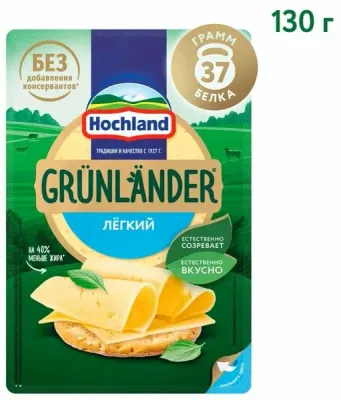 130 г
БЕЗ
добавления
консервантов*
ГРАММ
37
БЕЛКА
Hochland
ТРАДИЦИИ И КАЧЕСТВО С 1927 Г.
GRÜNLÄNDER
ЛЁГКИЙ
НА 40%
МЕНЬШЕ ЖИРА*
ЕСТЕСТВЕННО
СОЗРЕВАЕТ
ЕСТЕСТВЕННО
ВКУСНО